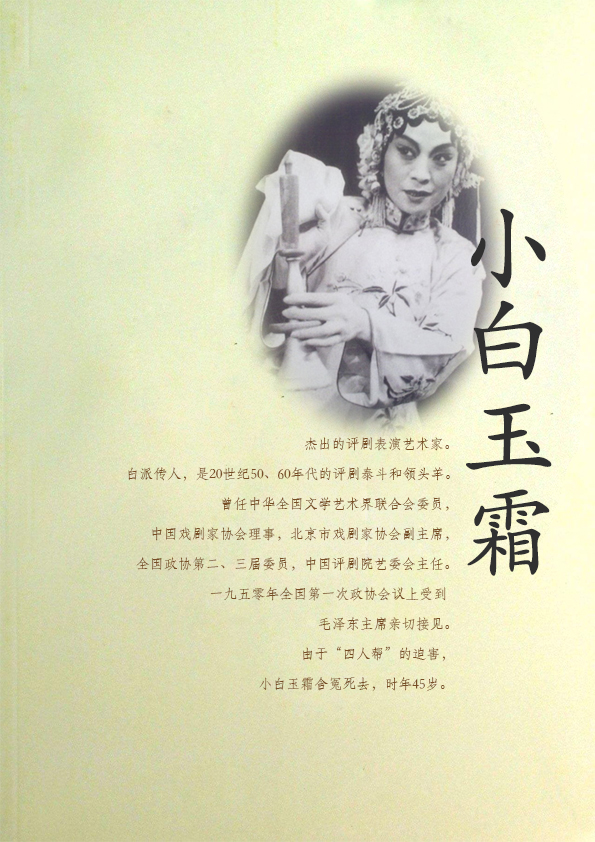 小白玉霜
杰出的评剧表演艺术家。
白派传人，是20世纪50、60年代的评剧泰斗和领头羊。
曾任中华全国文学艺术界联合会委员，
中国戏剧家协会理事，北京市戏剧家协会副主席，
全国政协第二、三届委员，中国评剧院艺委会主任。
一九五零年全国第一次政协会议上受到
毛泽东主席亲切接见。
由于“四人帮”的迫害，
小白玉霜含冤死去，时年45岁。